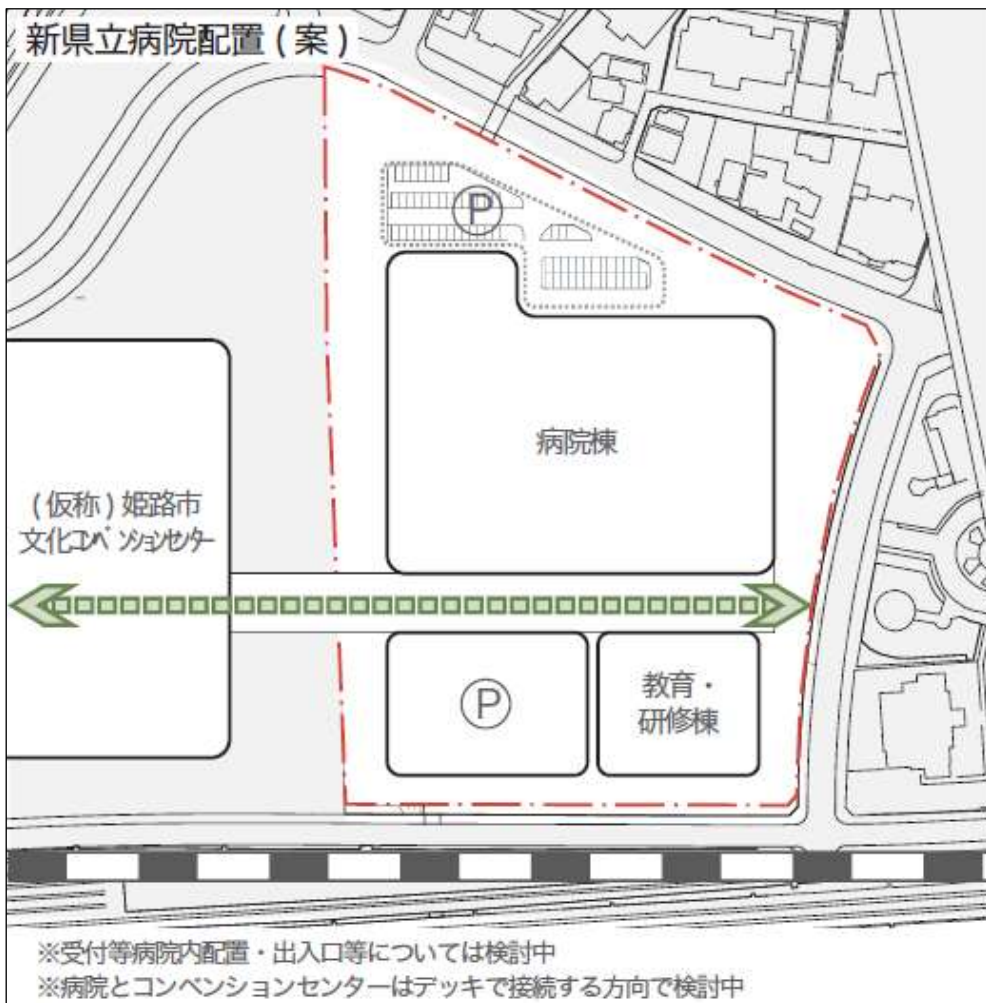 新県立病院配置(案)
P
病院棟
(仮称)姫路市
文化コンベンションセンター
P
教育・
研修棟
※受付等病院内配置・出入口等については検討中
※病院とコンベンションセンターはデッキで接続する方向で検討中